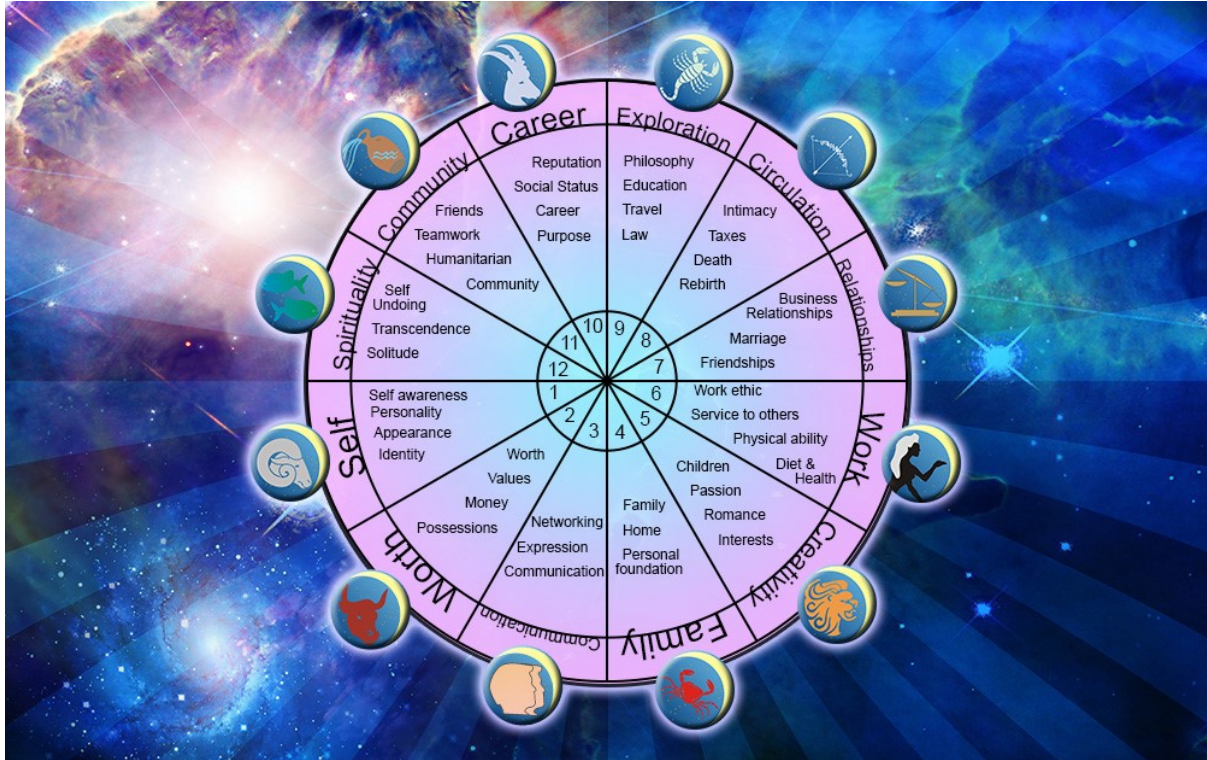 Career
Reputation
Social Status
Career
Purpose
10
Exploration
Philosophy
Education
Travel
Law
9
Circulation
Intimacy
Taxes
Death
Rebirth
8
Relationships
Business
Relationships
Marriage
Friendships
7
Work
Work ethic
Service to others
Physical ability
Diet &
Health
6
Creativity
Children
Passion
Romance
Interests
5
Family
Family
Home
Personal
foundation
4
Communication
Networking
Expression
Communication
3
Worth
Worth
Values
Money
Possessions
2
Self
Self awareness
Personality
Appearance
Identity
1
Spirituality
Self
Undoing
Transcendence
Solitude
12
Community
Friends
Teamwork
Humanitarian
Community
11